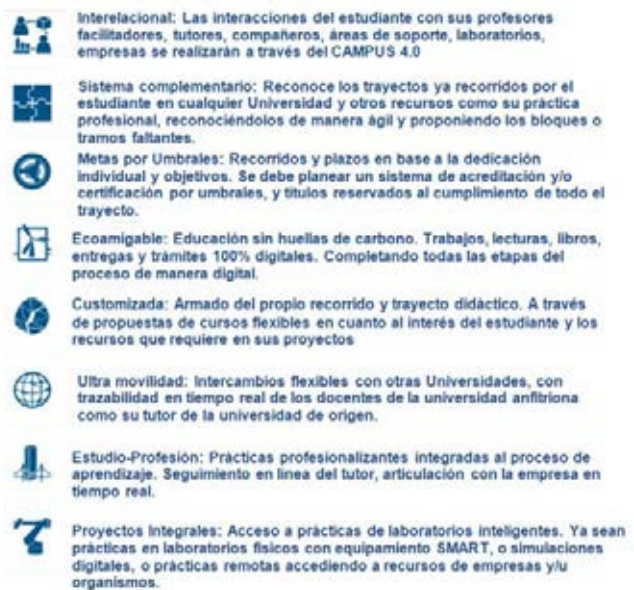 Interelacional: Las interacciones del estudiante con sus profesores
facilitadores, tutores, compañeros, áreas de soporte, laboratorios,
empresas se realizarán a través del CAMPUS 4.0
Sistema complementario: Reconoce los trayectos ya recorridos por el
estudiante en cualquier Universidad y otros recursos como su práctica
profesional, reconociéndolos de manera ágil y proponiendo los bloques o
tramos faltantes.
Metas por Umbrales: Recorridos y plazos en base a la dedicación
individual y objetivos. Se debe planear un sistema de acreditación y/o
certificación por umbrales, y títulos reservados al cumplimiento de todo el
trayecto.
Ecoamigable: Educación sin huellas de carbono. Trabajos, lecturas, libros,
entregas y trámites 100% digitales. Completando todas las etapas del
proceso de manera digital.
Customizada: Armado del propio recorrido y trayecto didáctico. A través
de propuestas de cursos flexibles en cuanto al interés del estudiante y los
recursos que requiere en sus proyectos
Ultra movilidad: Intercambios flexibles con otras Universidades, con
trazabilidad en tiempo real de los docentes de la universidad anfitriona
como su tutor de la universidad de origen.
Estudio-Profesión: Prácticas profesionalizantes integradas al proceso de
aprendizaje. Seguimiento en línea del tutor, articulación con la empresa en
tiempo real.
Proyectos Integrales: Acceso a prácticas de laboratorios inteligentes. Ya sean
prácticas en laboratorios físicos con equipamiento SMART, o simulaciones
digitales, o prácticas remotas accediendo a recursos de empresas y/u
organismos.